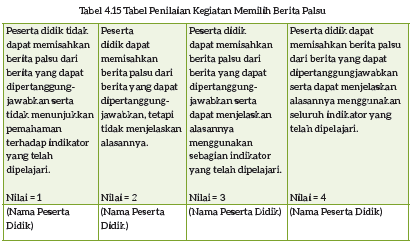 Tabel 4.15 Tabel Penilaian Kegiatan Memilih Berita Palsu
Peserta didik tidak
dapat memisahkan
berita palsu dari
berita yang dapat
dipertanggung-
jawabkan serta
tidak menunjukkan
pemahaman
terhadap indikator
yang telah
dipelajari.
Nilai = 1
Peserta
didik dapat
memisahkan
berita palsu dari
berita yang dapat
dipertanggung-
jawabkan, tetapi
tidak menjelaskan
alasannya.
Nilai = 2
Peserta didik
dapat memisahkan
berita palsu dari
berita yang dapat
dipertanggung-
jawabkan serta
dapat menjelaskan
alasannya
menggunakan
sebagian indikator
yang telah dipelajari.
Nilai = 3
Peserta didik dapat
memisahkan berita palsu
dari berita yang dapat
dipertanggungjawabkan
serta dapat menjelaskan
alasannya menggunakan
seluruh indikator yang
telah dipelajari.
Nilai = 4
(Nama Peserta
Didik)
(Nama Peserta
Didik)
(Nama Peserta Didik)
(Nama Peserta Didik)